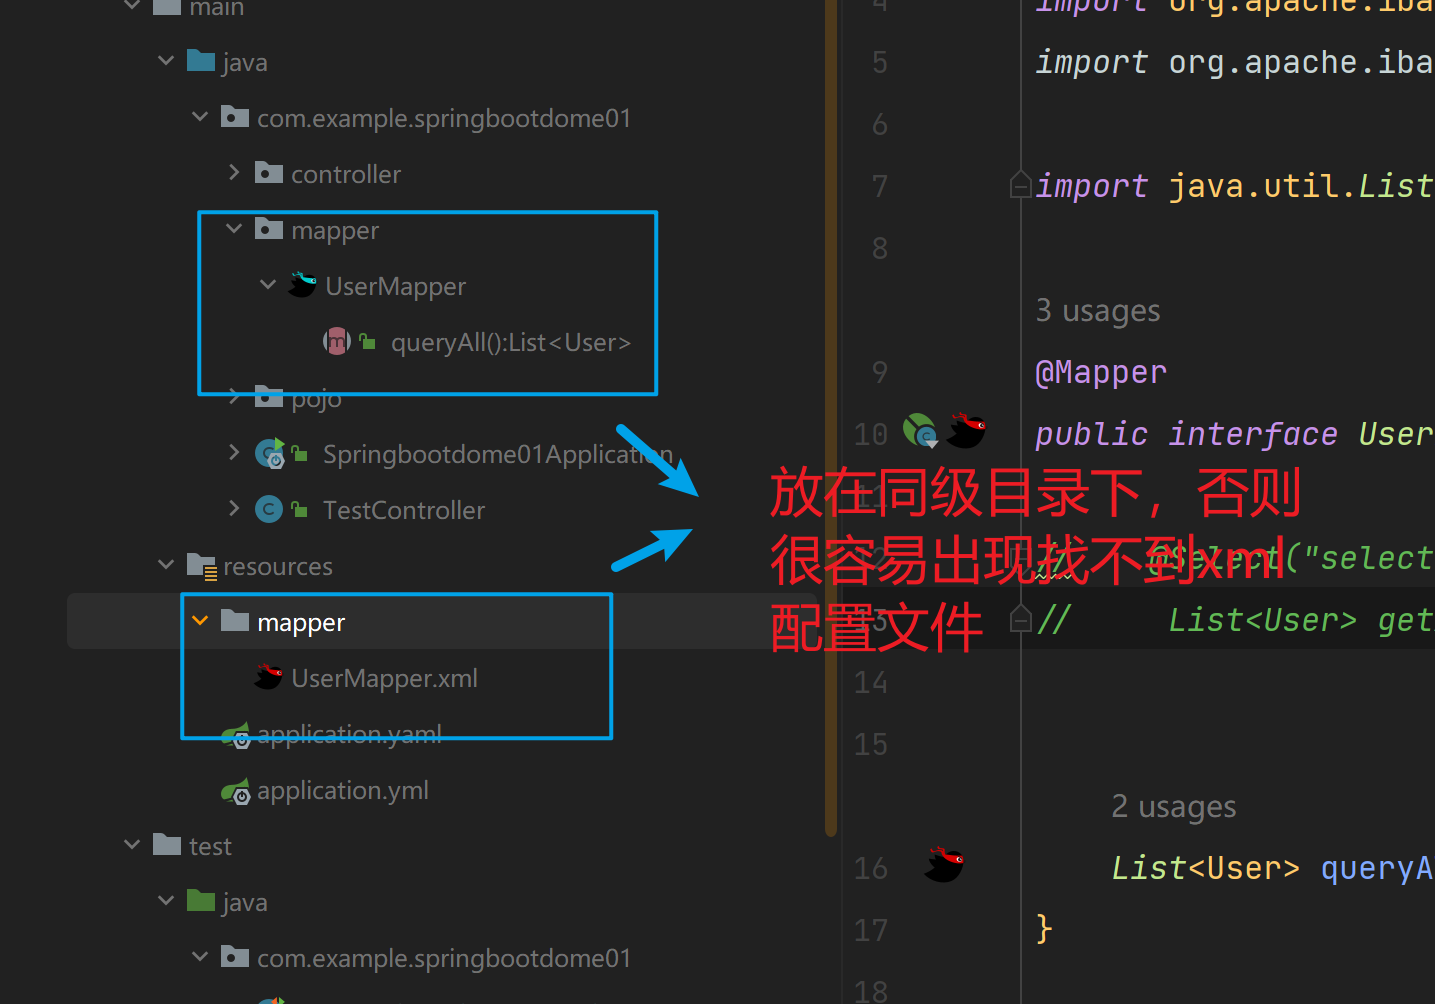 main
java
com.example.springbootdome01
controller
mapper
UserMapper
queryAll():List<User>
pojo
Springbootdome01Application
TestController
resources
mapper
UserMapper.xml
application.yaml
application.yml
test
java
com.example.springbootdome01
4 import org.apache.iba
5 import org.apache.iba
6
7 import java.util.List
8
3 usages
9 @Mapper
10 public interface User
11
12 // @Select("select
13 // List<User> get
14
15
2 usages
16 List<User> queryA
17 }
18
放在同级目录下，否则
很容易出现找不到xml
配置文件